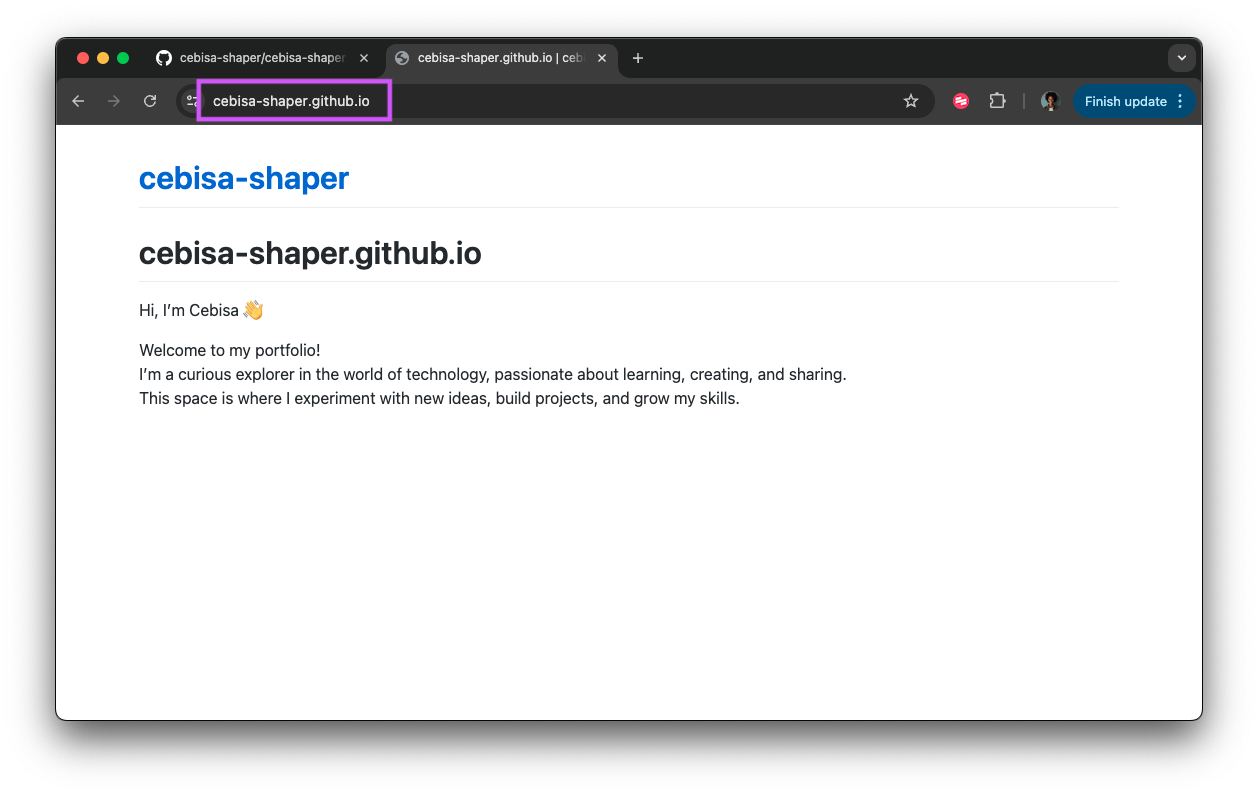 cebisa-shaper/cebisa-shaper
cebisa-shaper.github.io | ceb
cebisa-shaper.github.io
Finish update
cebisa-shaper
cebisa-shaper.github.io
Hi, I’m Cebisa 👋
Welcome to my portfolio!
I’m a curious explorer in the world of technology, passionate about learning, creating, and sharing.
This space is where I experiment with new ideas, build projects, and grow my skills.